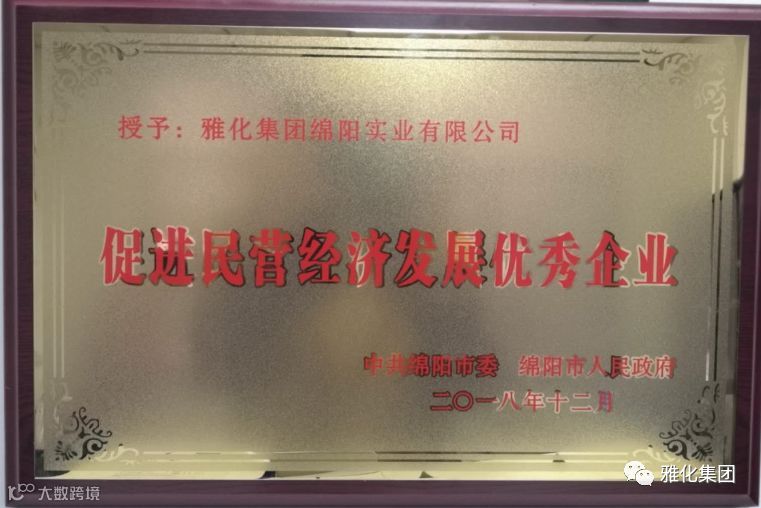 授予：雅化集团绵阳实业有限公司
促进民营经济发展优秀企业
中共绵阳市委 绵阳市人民政府
二〇一八年十二月
雅化集团
大数跨境